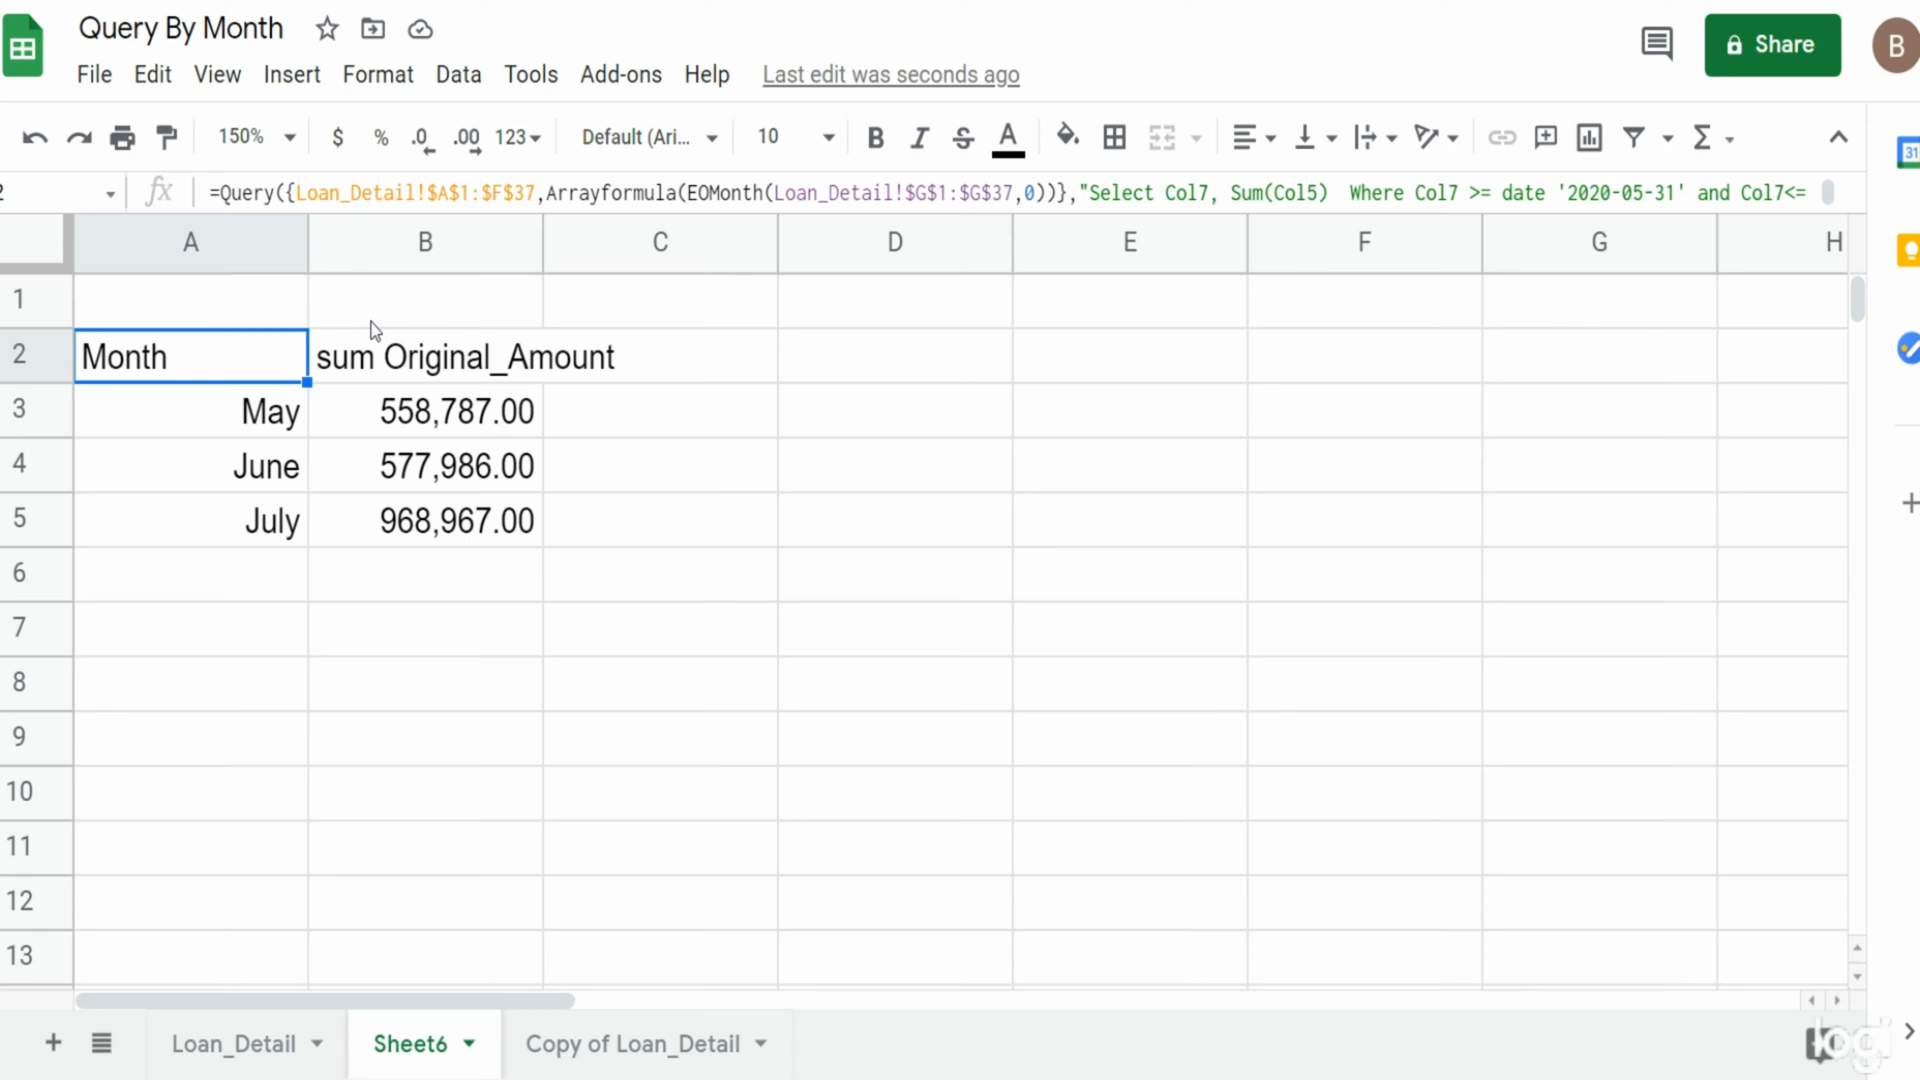 Query By Month
File Edit View Insert Format Data Tools Add-ons Help Last edit was seconds ago
Share
B
150% $ % .0 .00 123 Default (Ari... 10 B I S A
31
2 fx =Query({Loan_Detail!$A$1:$F$37,Arrayformula(EOMonth(Loan_Detail!$G$1:$G$37,0))},"Select Col7, Sum(Col5) Where Col7 >= date '2020-05-31' and Col7<=
A B C D E F G H
1
2 Month sum Original_Amount
3 May 558,787.00
4 June 577,986.00
5 July 968,967.00
6
7
8
9
10
11
12
13
Loan_Detail Sheet6 Copy of Loan_Detail
logi